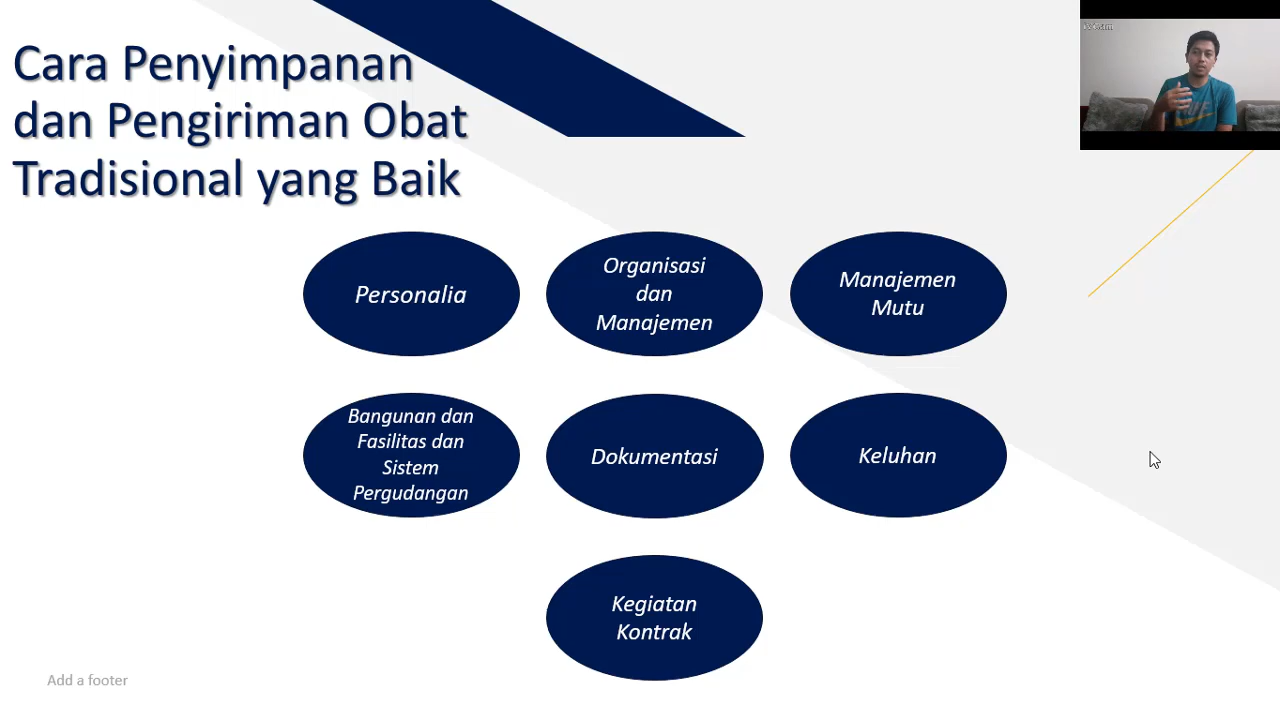 Cara Penyimpanan
dan Pengiriman Obat
Tradisional yang Baik
Personalia
Organisasi
dan
Manajemen
Manajemen
Mutu
Bangunan dan
Fasilitas dan
Sistem
Pergudangan
Dokumentasi
Keluhan
Kegiatan
Kontrak
Add a footer